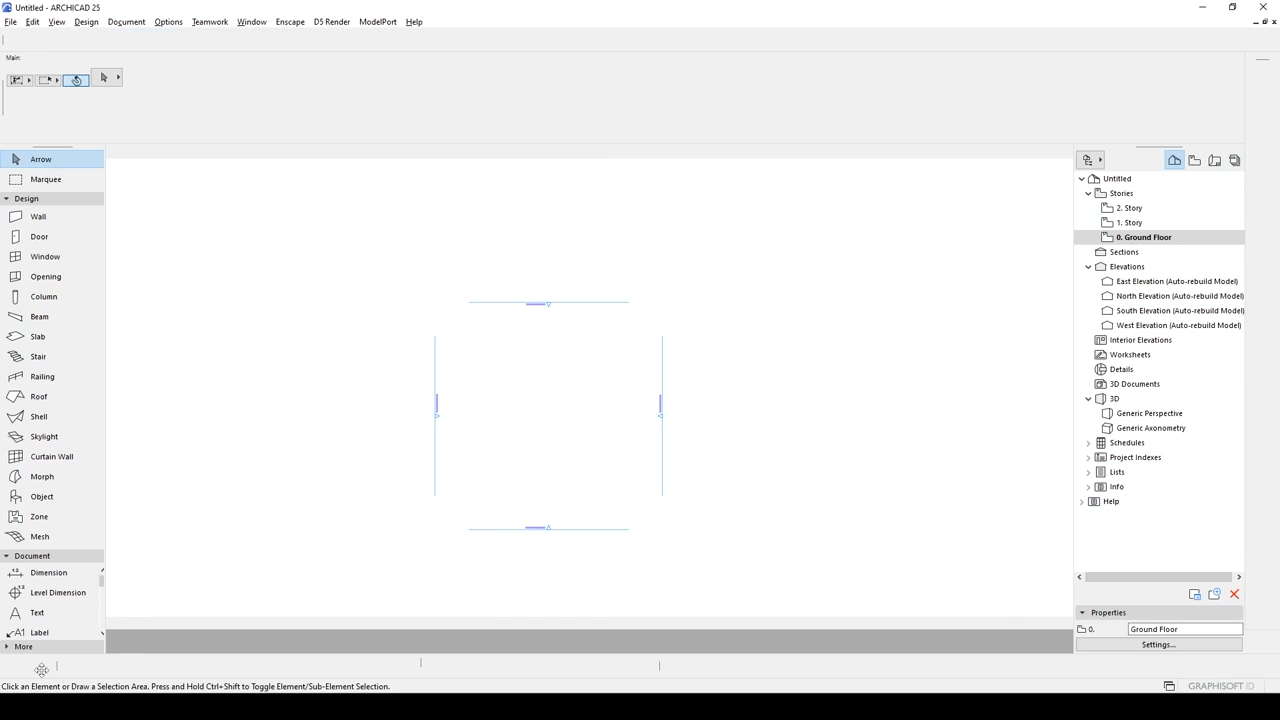 Untitled - ARCHICAD 25
File Edit View Design Document Options Teamwork Window Enscape D5 Render ModelPort Help
Main:
Arrow
Marquee
Design
Wall
Door
Window
Opening
Column
Beam
Slab
Stair
Railing
Roof
Shell
Skylight
Curtain Wall
Morph
Object
Zone
Mesh
Document
Dimension
Level Dimension
Text
Label
More
Untitled
Stories
2. Story
1. Story
0. Ground Floor
Sections
Elevations
East Elevation (Auto-rebuild Model)
North Elevation (Auto-rebuild Model)
South Elevation (Auto-rebuild Model)
West Elevation (Auto-rebuild Model)
Interior Elevations
Worksheets
Details
3D Documents
3D
Generic Perspective
Generic Axonometry
Schedules
Project Indexes
Lists
Info
Help
Properties
0. Ground Floor
Settings...
Click an Element or Draw a Selection Area. Press and Hold Ctrl+Shift to Toggle Element/Sub-Element Selection.
GRAPHISOFT ID